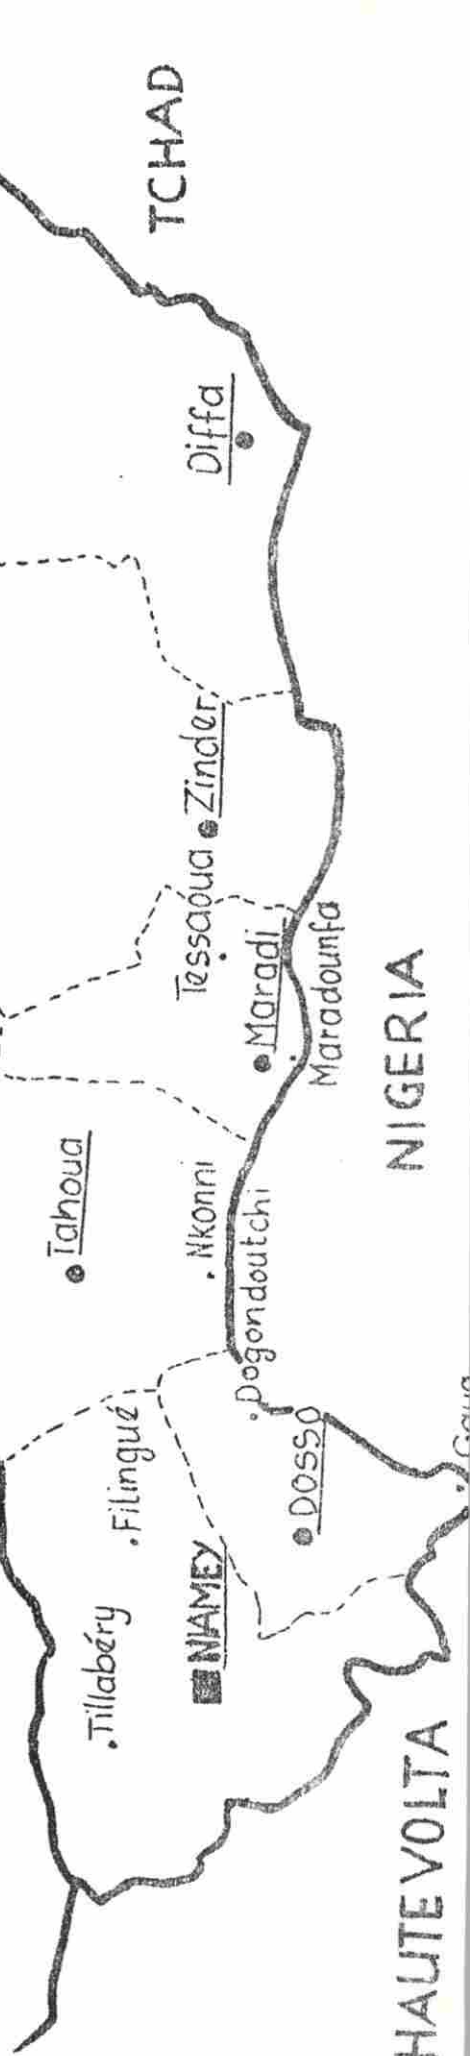 Tahoua
Tillabéry
Filingué
TCHAD
NIAMEY
Nkonni
Tessaoua
Zinder
Diffa
Dogondoutchi
Maradi
DOSSO
Maradounfa
NIGERIA
HAUTE VOLTA